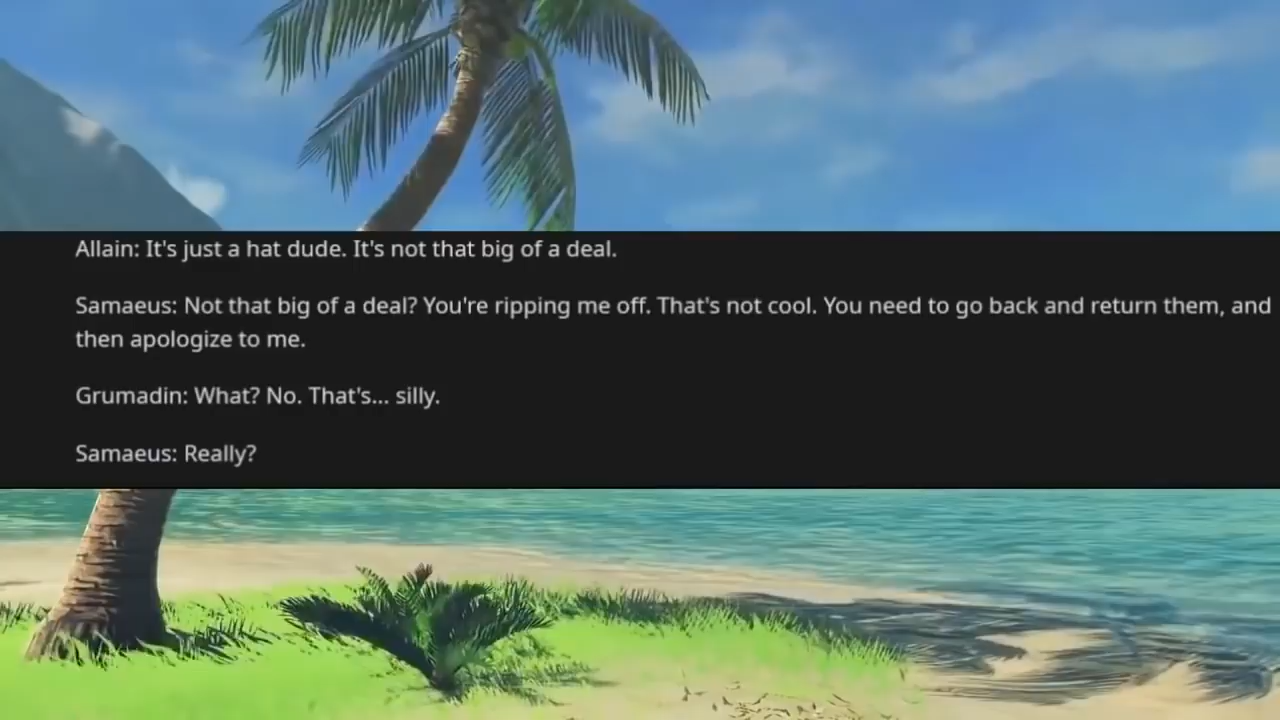 Allain: It's just a hat dude. It's not that big of a deal.
Samaeus: Not that big of a deal? You're ripping me off. That's not cool. You need to go back and return them, and
then apologize to me.
Grumadin: What? No. That's... silly.
Samaeus: Really?